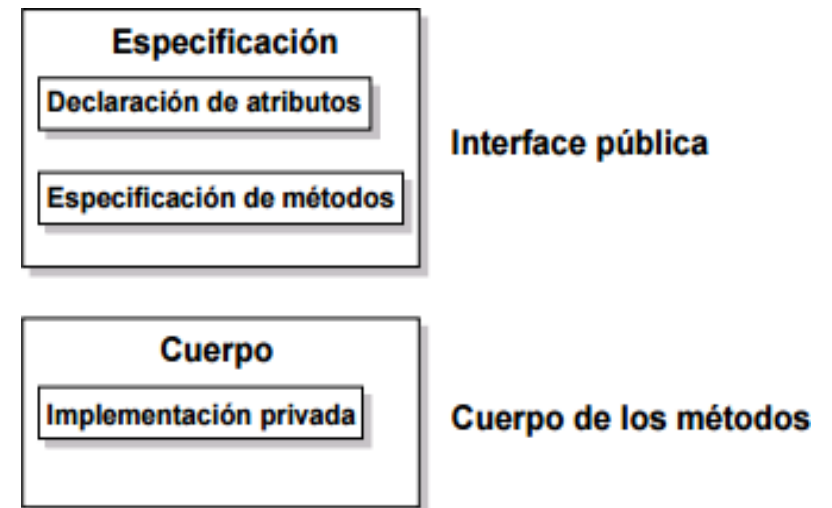 Especificación
Declaración de atributos
Interface pública
Especificación de métodos
Cuerpo
Implementación privada
Cuerpo de los métodos